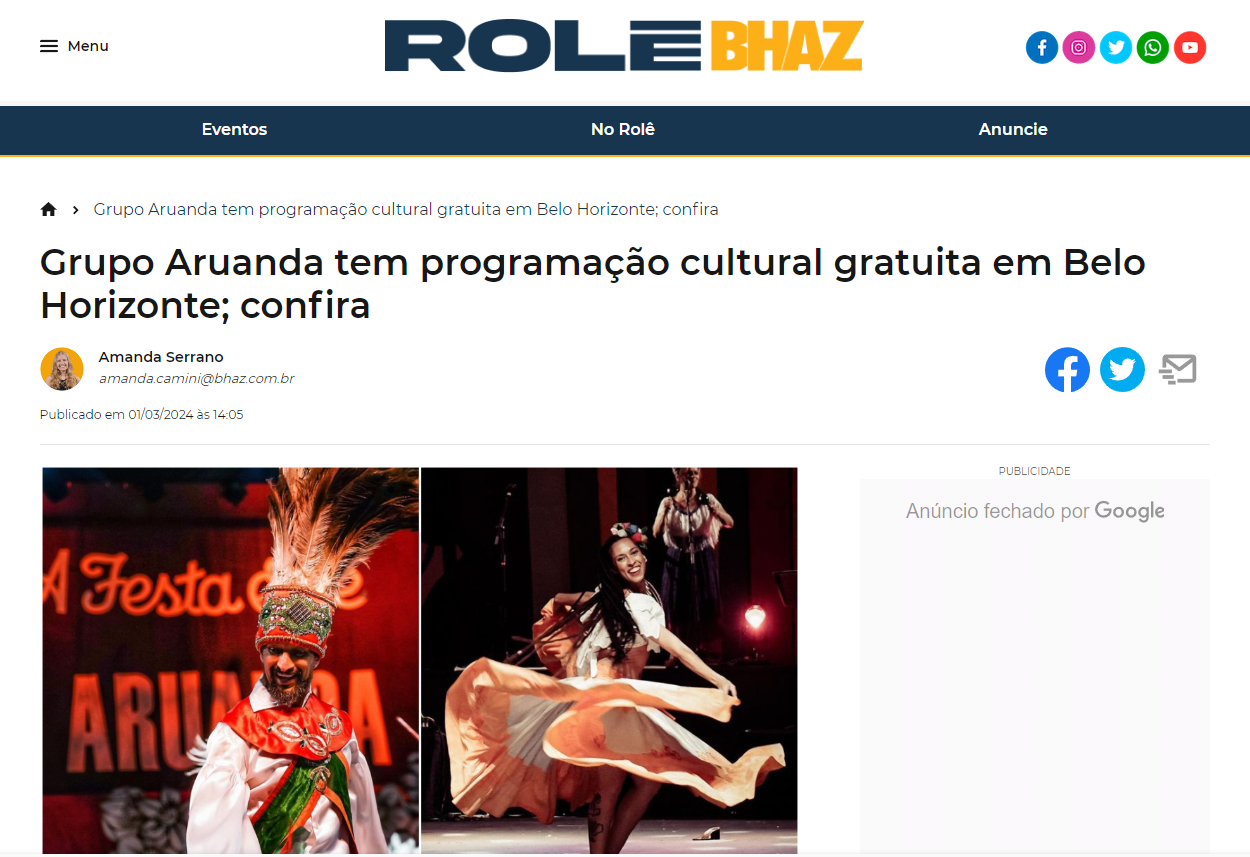 Menu
ROLÊ BHAZ
Eventos
No Rolê
Anuncie
Grupo Aruanda tem programação cultural gratuita em Belo Horizonte; confira
Grupo Aruanda tem programação cultural gratuita em Belo
Horizonte; confira
Amanda Serrano
amanda.camini@bhaz.com.br
Publicado em 01/03/2024 às 14:05
PUBLICIDADE
Anúncio fechado por Google
A Festa
ARUANDA